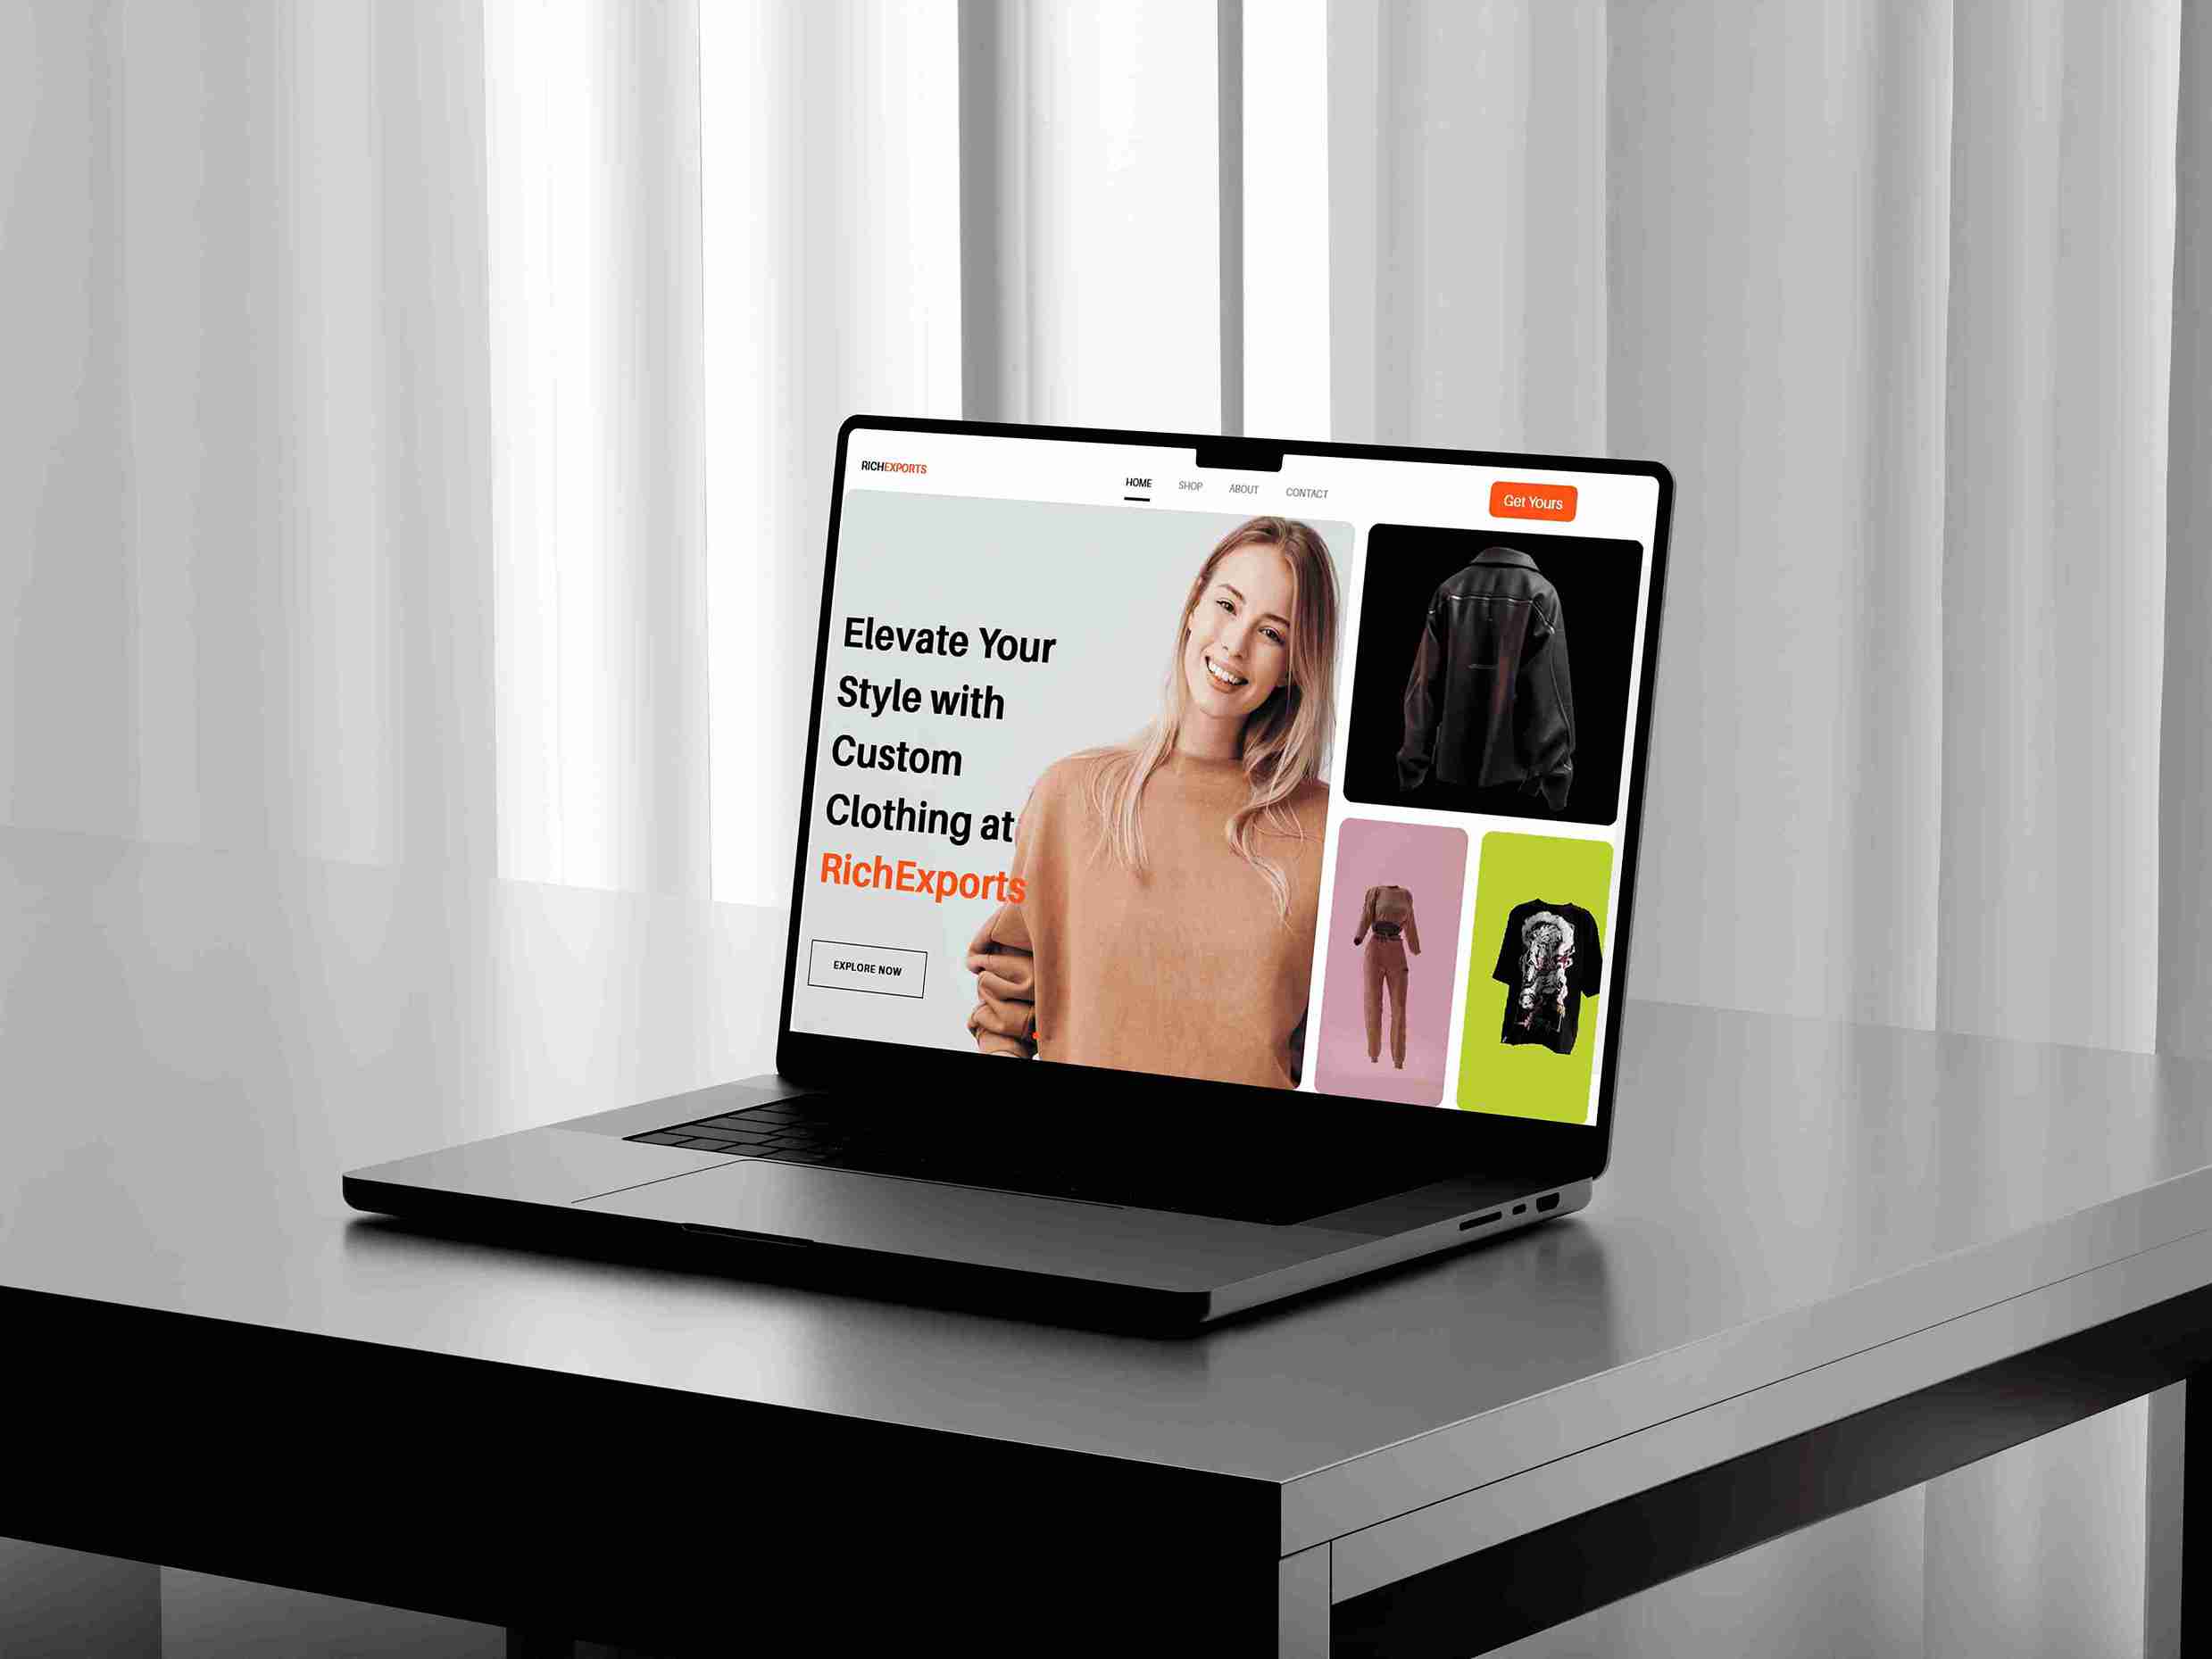 RICHEXPORTS
HOME SHOP ABOUT CONTACT
Get Yours
Elevate Your
Style with
Custom
Clothing at
RichExports
EXPLORE NOW